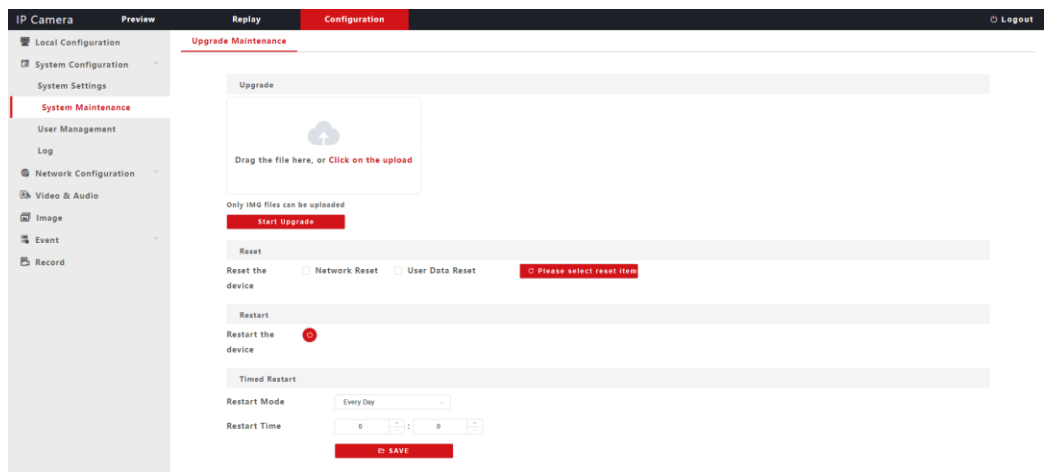 IP Camera Preview Replay Configuration Logout
Local Configuration
System Configuration
System Settings
System Maintenance
User Management
Log
Network Configuration
Video & Audio
Image
Event
Record
Upgrade Maintenance
Upgrade
Drag the file here, or Click on the upload
Only IMG files can be uploaded
Start Upgrade
Reset
Reset the device Network Reset User Data Reset Please select reset item
Restart
Restart the device
Timed Restart
Restart Mode Every Day
Restart Time 0 : 0
SAVE